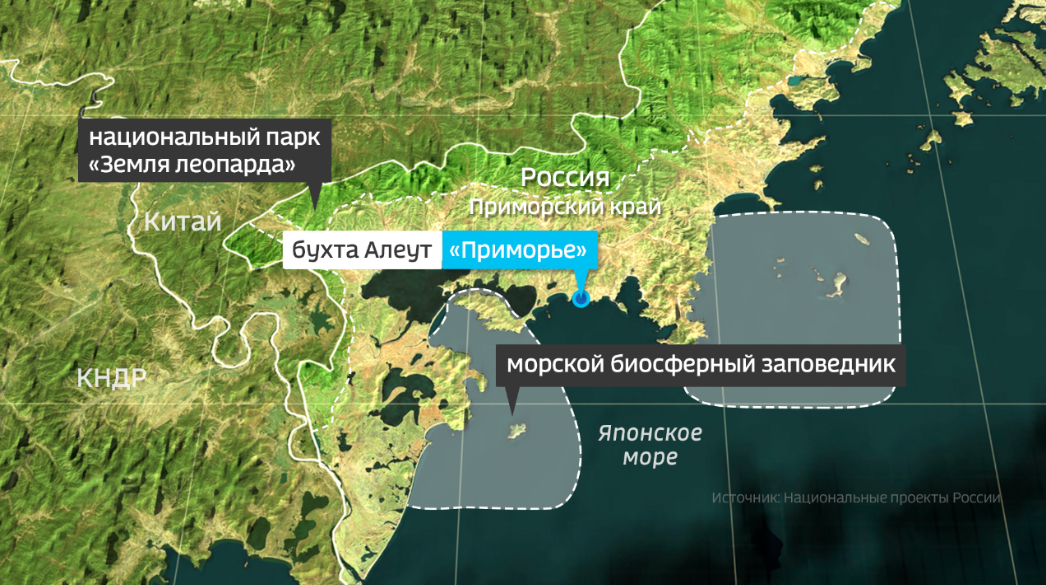 национальный парк
«Земля леопарда»
Россия
Приморский край
Китай
бухта Алеут «Приморье»
морской биосферный заповедник
КНДР
Японское
море
Источник: Национальные проекты России